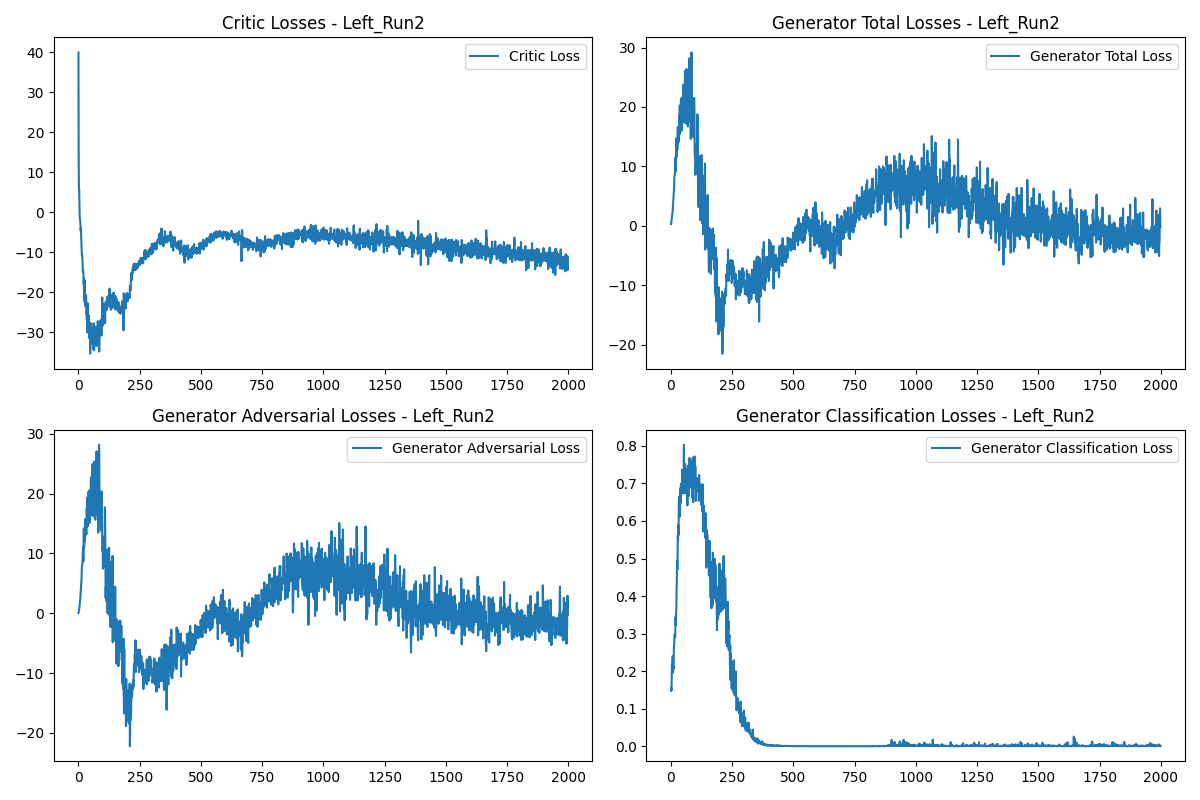 Critic Losses - Left_Run2
Critic Loss
40
30
20
10
0
−10
−20
−30
0 250 500 750 1000 1250 1500 1750 2000
Generator Total Losses - Left_Run2
Generator Total Loss
30
20
10
0
−10
−20
0 250 500 750 1000 1250 1500 1750 2000
Generator Adversarial Losses - Left_Run2
Generator Adversarial Loss
30
20
10
0
−10
−20
0 250 500 750 1000 1250 1500 1750 2000
Generator Classification Losses - Left_Run2
Generator Classification Loss
0.8
0.7
0.6
0.5
0.4
0.3
0.2
0.1
0.0
0 250 500 750 1000 1250 1500 1750 2000